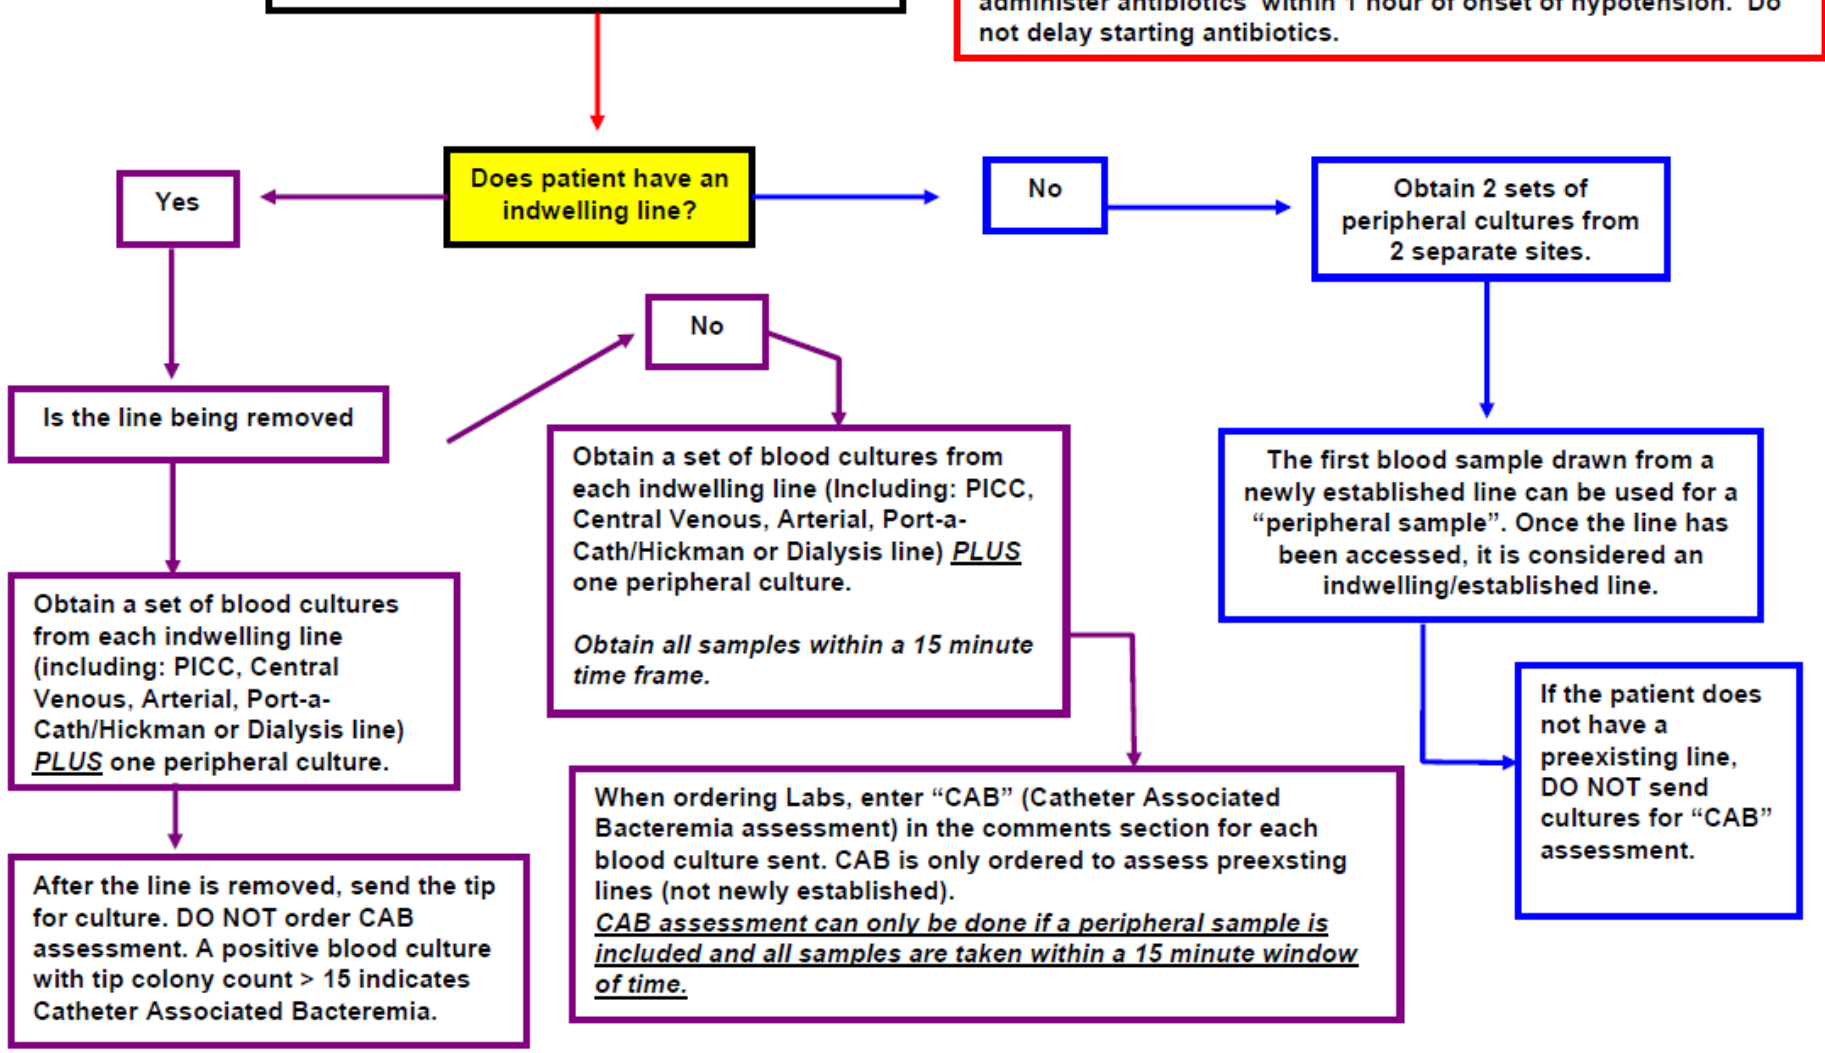 administer antibiotics within 1 hour of onset of hypotension. Do
not delay starting antibiotics.
Does patient have an
indwelling line?
Yes
No
Obtain 2 sets of
peripheral cultures from
2 separate sites.
No
Is the line being removed
Obtain a set of blood cultures from
each indwelling line (Including: PICC,
Central Venous, Arterial, Port-a-
Cath/Hickman or Dialysis line) PLUS
one peripheral culture.
Obtain all samples within a 15 minute
time frame.
The first blood sample drawn from a
newly established line can be used for a
“peripheral sample”. Once the line has
been accessed, it is considered an
indwelling/established line.
Obtain a set of blood cultures
from each indwelling line
(including: PICC, Central
Venous, Arterial, Port-a-
Cath/Hickman or Dialysis line)
PLUS one peripheral culture.
If the patient does
not have a
preexisting line,
DO NOT send
cultures for “CAB”
assessment.
When ordering Labs, enter “CAB” (Catheter Associated
Bacteremia assessment) in the comments section for each
blood culture sent. CAB is only ordered to assess preexsting
lines (not newly established).
CAB assessment can only be done if a peripheral sample is
included and all samples are taken within a 15 minute window
of time.
After the line is removed, send the tip
for culture. DO NOT order CAB
assessment. A positive blood culture
with tip colony count > 15 indicates
Catheter Associated Bacteremia.